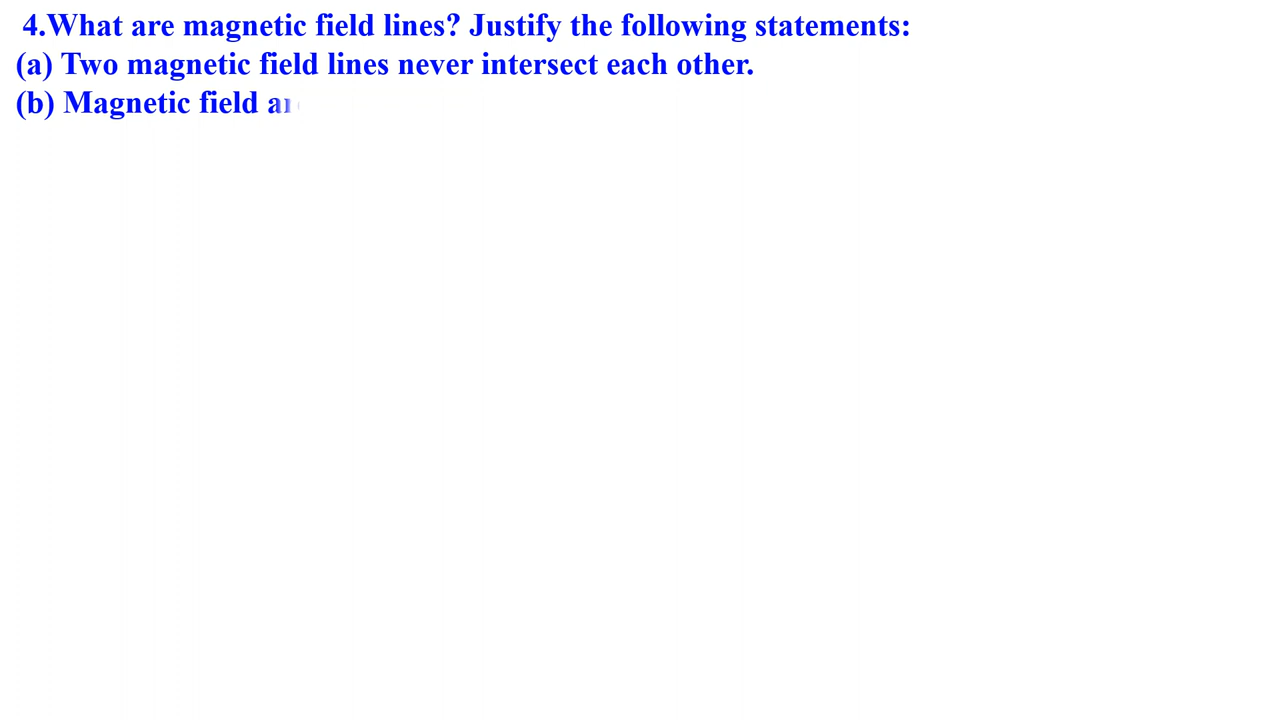 4.What are magnetic field lines? Justify the following statements:
(a) Two magnetic field lines never intersect each other.
(b) Magnetic field